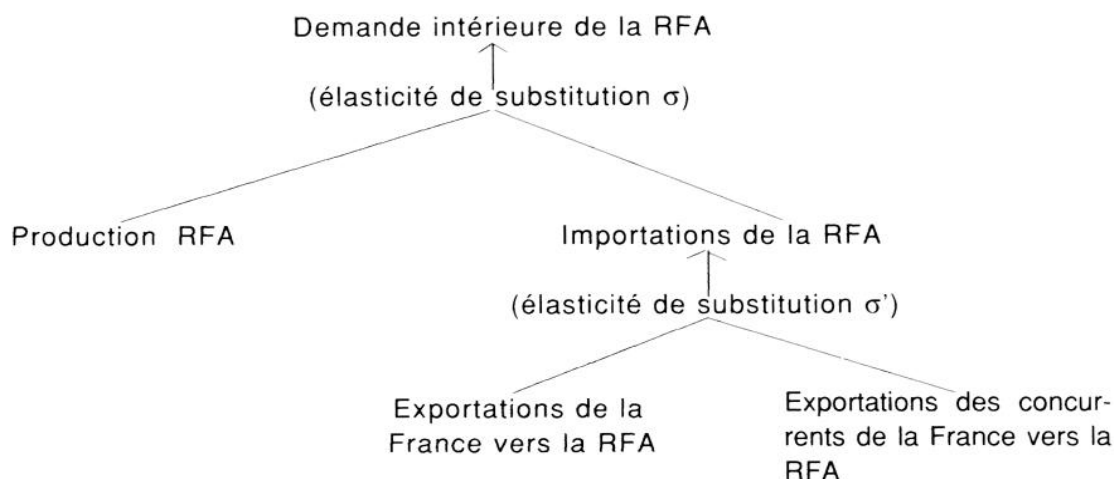 Demande intérieure de la RFA
(élasticité de substitution σ)
Production RFA
Importations de la RFA
(élasticité de substitution σ')
Exportations de la
France vers la RFA
Exportations des concur-
rents de la France vers la
RFA